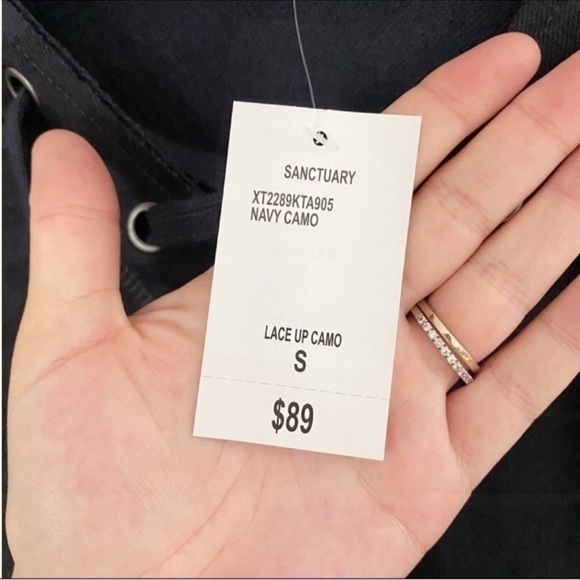 SANCTUARY
XT2289KTA905
NAVY CAMO
LACE UP CAMO
S
$89